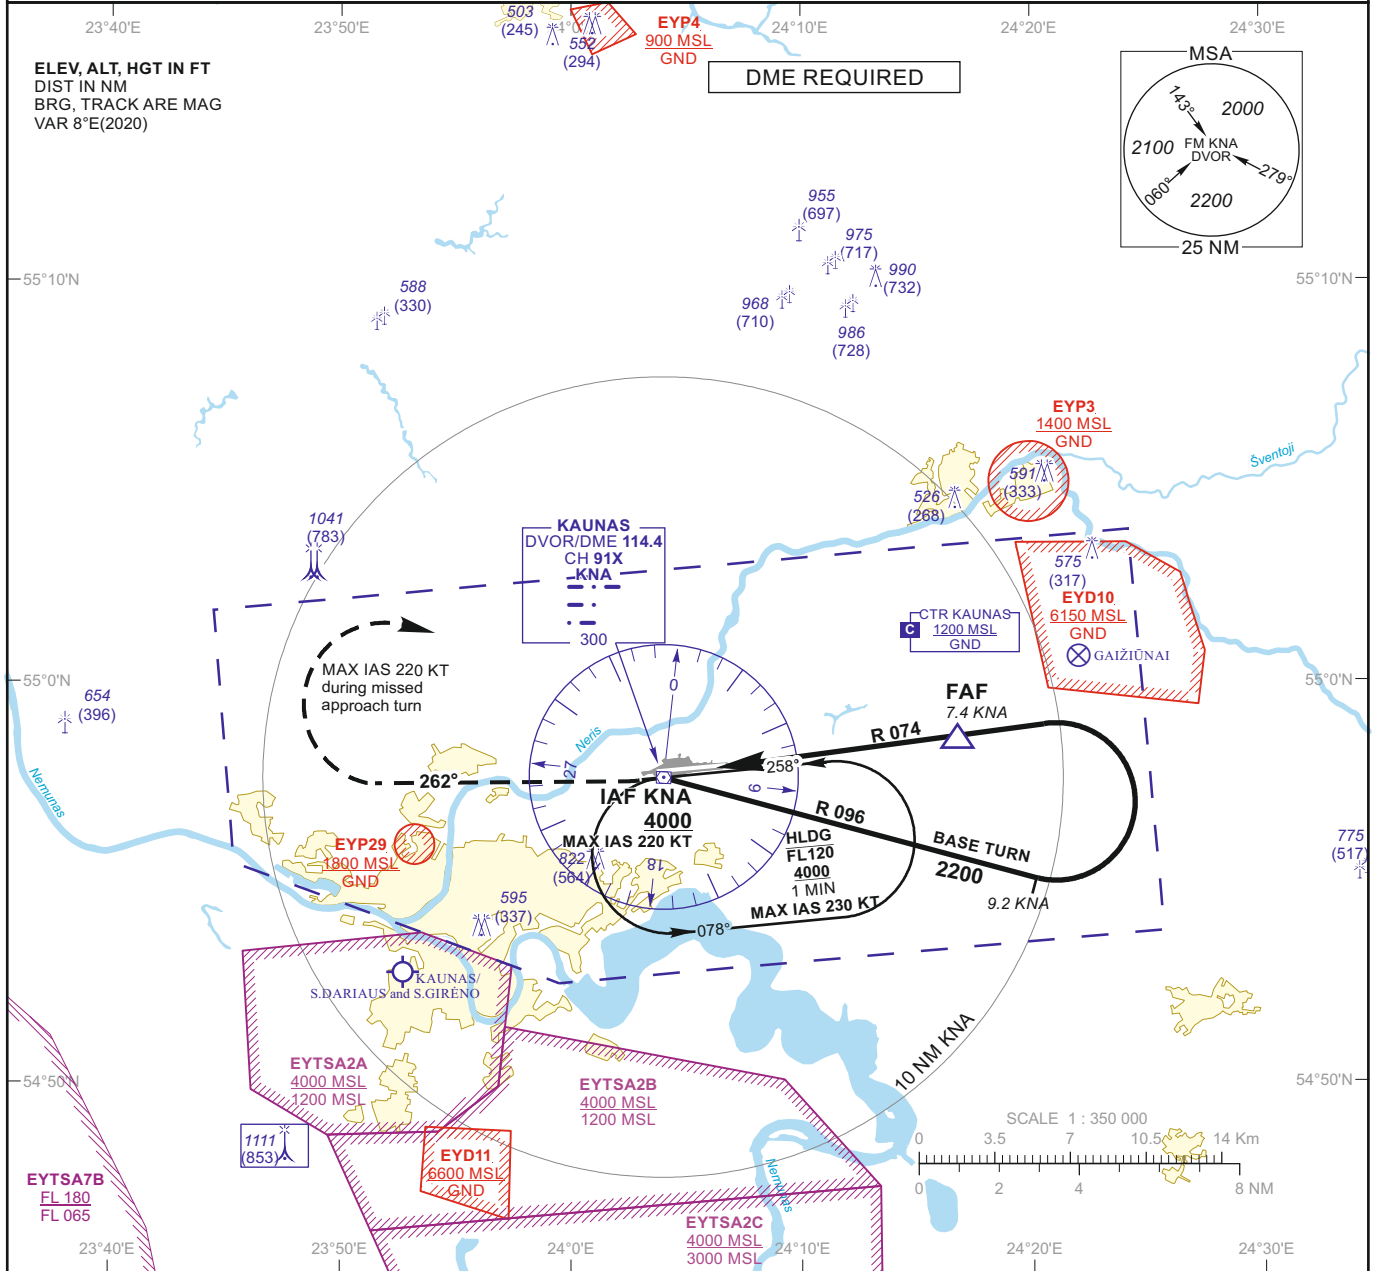 23°40'E
23°50'E
24°0'E
24°10'E
24°20'E
24°30'E
503
(245)
552
(294)
EYP4
900 MSL
GND
ELEV, ALT, HGT IN FT
DIST IN NM
BRG, TRACK ARE MAG
VAR 8°E(2020)
DME REQUIRED
MSA
143°
2000
2100
FM KNA
DVOR
060°
279°
2200
25 NM
955
(697)
975
(717)
990
(732)
968
(710)
986
(728)
588
(330)
55°10'N
55°10'N
EYP3
1400 MSL
GND
591
(333)
526
(268)
Šventoji
1041
(783)
KAUNAS
DVOR/DME 114.4
CH 91X
KNA
300
575
(317)
EYD10
6150 MSL
GND
GAIŽIŪNAI
C
CTR KAUNAS
1200 MSL
GND
MAX IAS 220 KT
during missed
approach turn
55°0'N
55°0'N
654
(396)
0
FAF
7.4 KNA
R 074
Neris
27
258°
9
262°
Nemunas
IAF KNA
4000
MAX IAS 220 KT
R 096
BASE TURN
2200
9.2 KNA
HLDG
FL120
4000
1 MIN
MAX IAS 230 KT
EYP29
1800 MSL
GND
822
(564)
18
775
(517)
595
(337)
078°
KAUNAS/
S.DARIAUS and S.GIRĖNO
10 NM KNA
EYTSA2A
4000 MSL
1200 MSL
EYTSA2B
4000 MSL
1200 MSL
54°50'N
54°50'N
SCALE 1 : 350 000
0
3.5
7
10.5
14 Km
0
2
4
8 NM
1111
(853)
EYD11
6600 MSL
GND
Nemunas
EYTSA7B
FL 180
FL 065
EYTSA2C
4000 MSL
3000 MSL
23°40'E
23°50'E
24°0'E
24°10'E
24°20'E
24°30'E